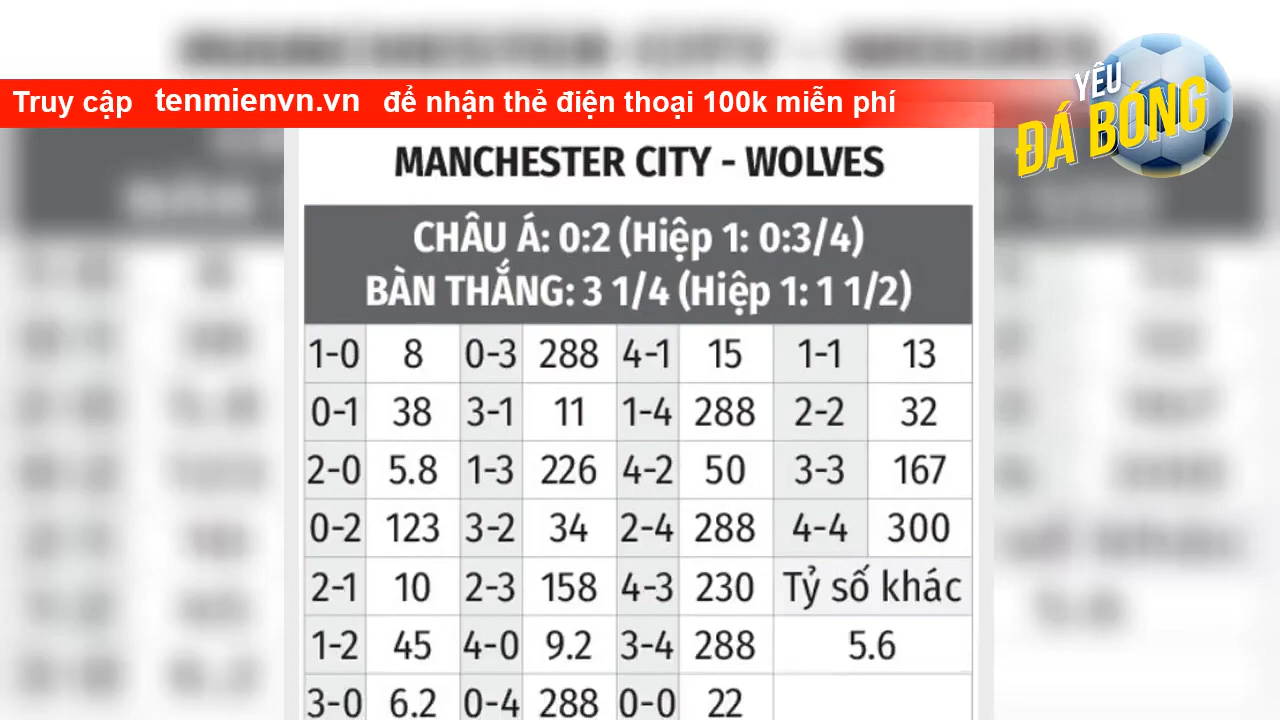 MANCHESTER CITY - WOLVES
Truy cập tenmienvn.vn để nhận thẻ điện thoại 100k miễn phí
YÊU
ĐÁ BÓNG
MANCHESTER CITY - WOLVES
CHÂU Á: 0:2 (Hiệp 1: 0:3/4)
BÀN THẮNG: 3 1/4 (Hiệp 1: 1 1/2)
1-0 8 0-3 288 4-1 15 1-1 13
0-1 38 3-1 11 1-4 288 2-2 32
2-0 5.8 1-3 226 4-2 50 3-3 167
0-2 123 3-2 34 2-4 288 4-4 300
2-1 10 2-3 158 4-3 230 Tỷ số khác
1-2 45 4-0 9.2 3-4 288 5.6
3-0 6.2 0-4 288 0-0 22